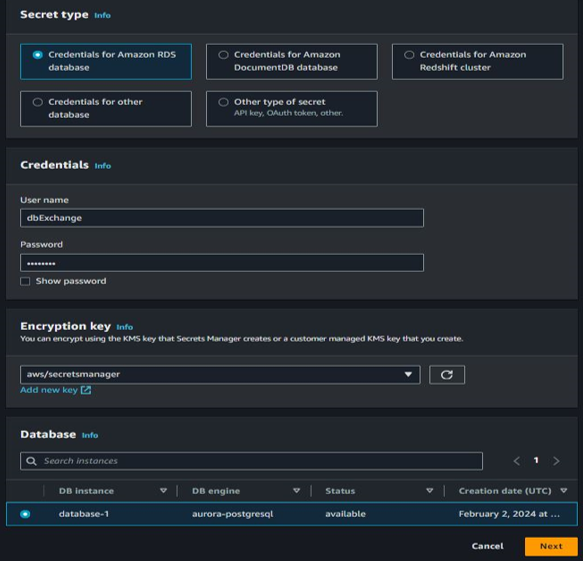 Secret type Info
Credentials for Amazon RDS
database
Credentials for Amazon
DocumentDB database
Credentials for Amazon
Redshift cluster
Credentials for other
database
Other type of secret
API key, OAuth token, other.
Credentials Info
User name
dbExchange
Password
••••••••
Show password
Encryption key Info
You can encrypt using the KMS key that Secrets Manager creates or a customer managed KMS key that you create.
aws/secretsmanager
Add new key
Database Info
Search instances
1
DB instance DB engine Status Creation date (UTC)
database-1 aurora-postgresql available February 2, 2024 at ...
Cancel Next